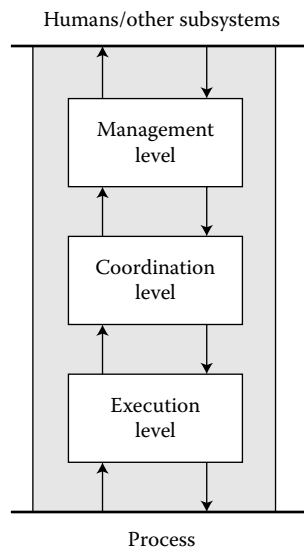 Humans/other subsystems
Management
level
Coordination
level
Execution
level
Process